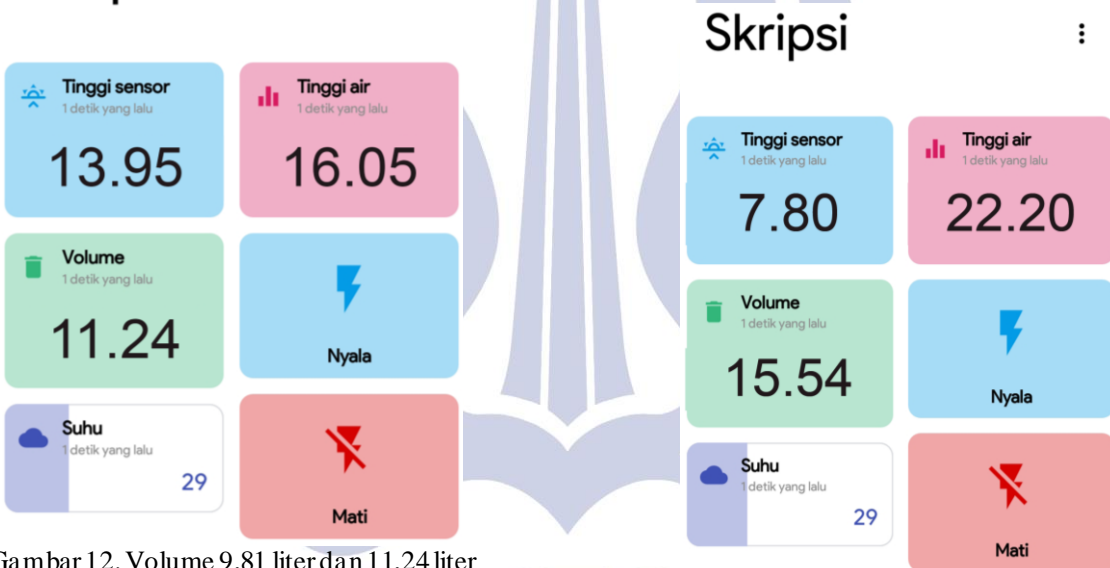 Skripsi
Tinggi sensor
1 detik yang lalu
13.95
Tinggi air
1 detik yang lalu
16.05
Volume
1 detik yang lalu
11.24
Nyala
Suhu
1 detik yang lalu
29
Mati
Gambar 12. Volume 9.81 liter dan 11.24 liter
Tinggi sensor
1 detik yang lalu
7.80
Tinggi air
1 detik yang lalu
22.20
Volume
1 detik yang lalu
15.54
Nyala
Suhu
1 detik yang lalu
29
Mati